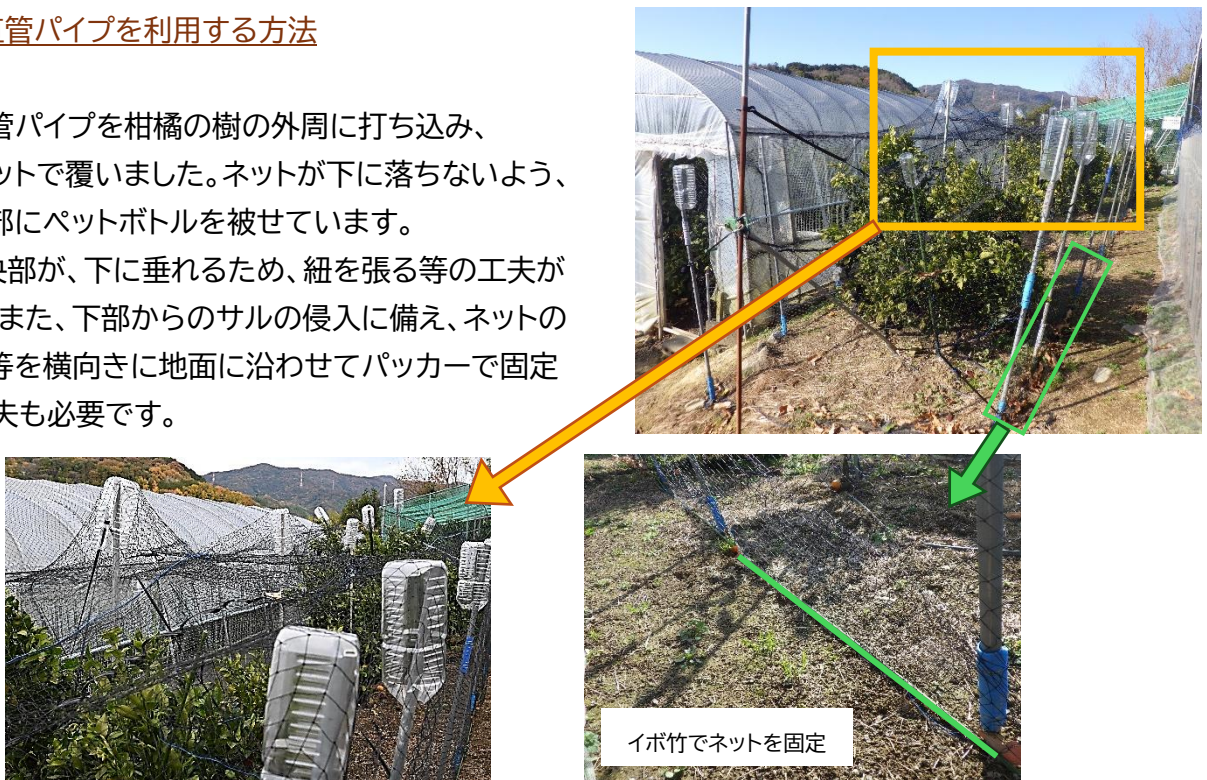 管パイプを利用する方法
管パイプを柑橘の樹の外周に打ち込み、
ットで覆いました。ネットが下に落ちないよう、
部にペットボトルを被せています。
央部が、下に垂れるため、紐を張る等の工夫が
また、下部からのサルの侵入に備え、ネットの
等を横向きに地面に沿わせてパッカーで固定
夫も必要です。
イボ竹でネットを固定